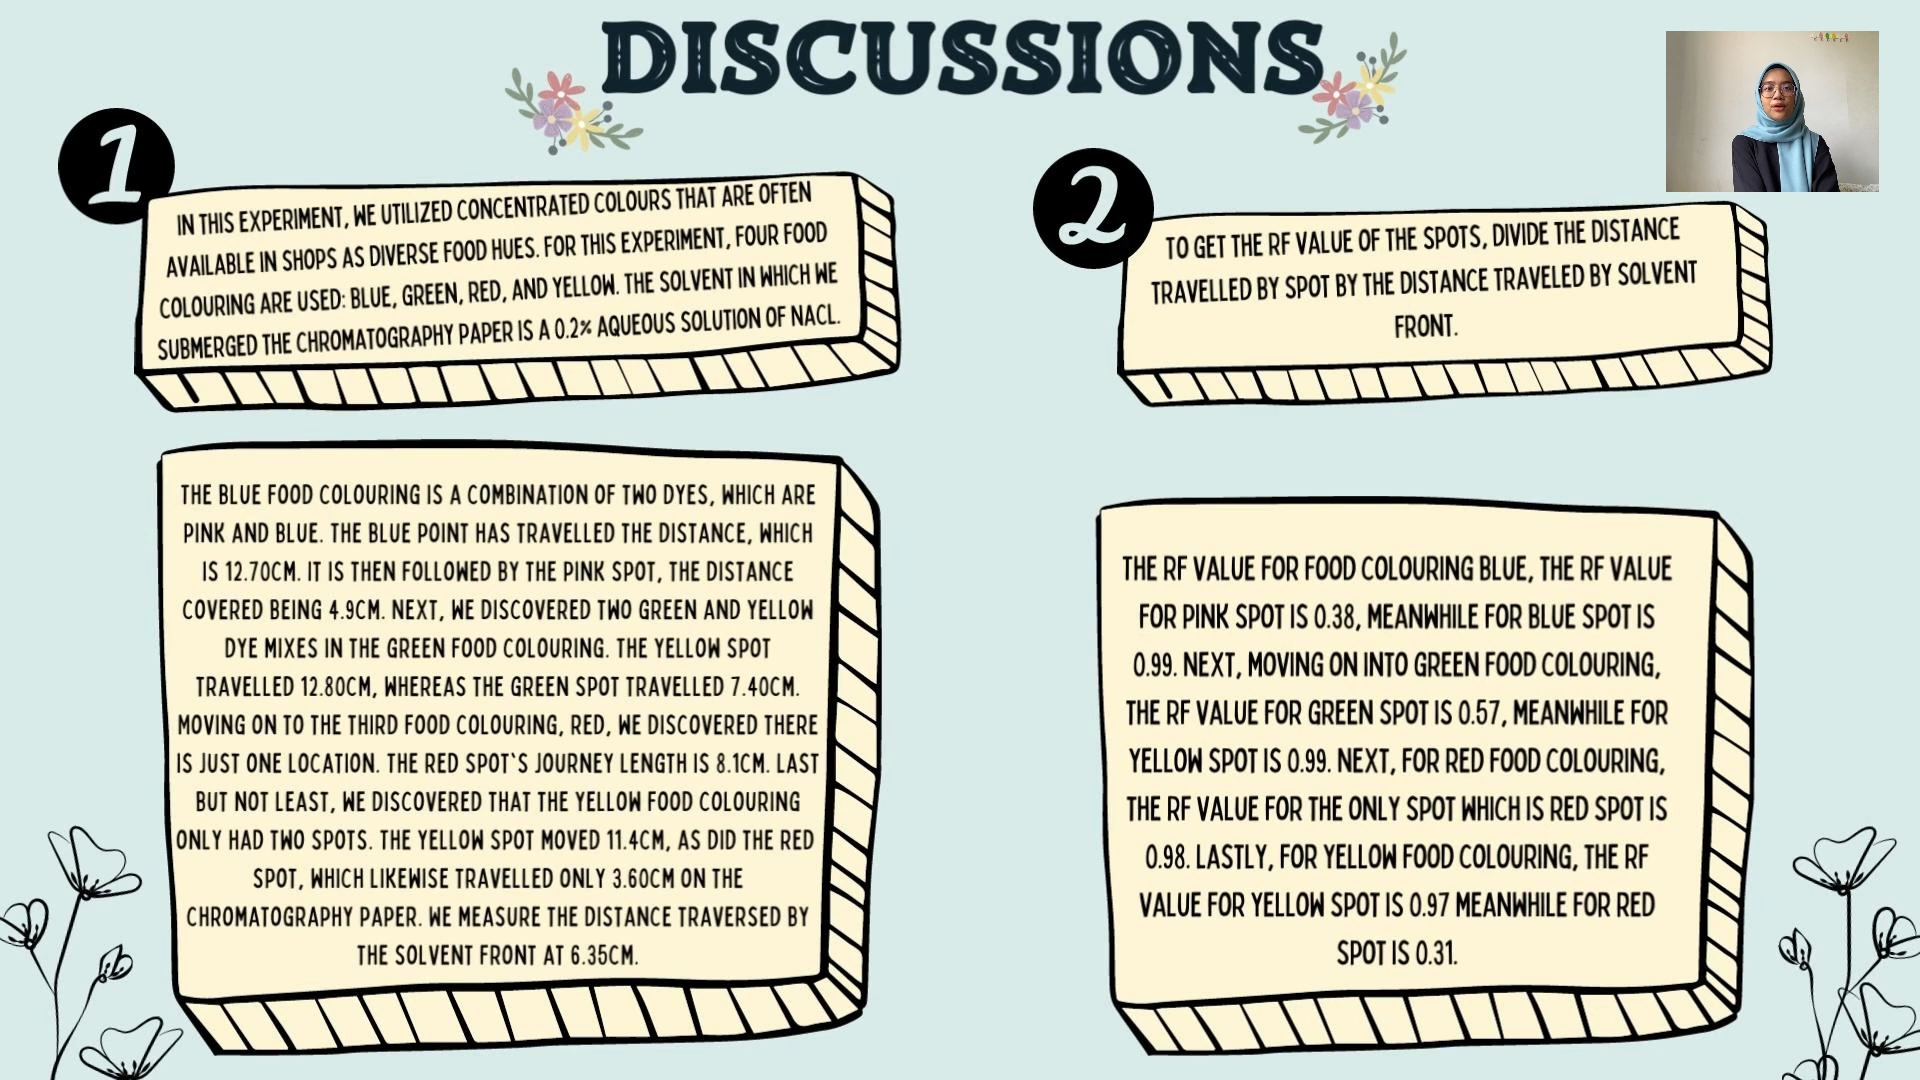 DISCUSSIONS
1
IN THIS EXPERIMENT, WE UTILIZED CONCENTRATED COLOURS THAT ARE OFTEN
AVAILABLE IN SHOPS AS DIVERSE FOOD HUES. FOR THIS EXPERIMENT, FOUR FOOD
COLOURING ARE USED: BLUE, GREEN, RED, AND YELLOW. THE SOLVENT IN WHICH WE
SUBMERGED THE CHROMATOGRAPHY PAPER IS A 0.2% AQUEOUS SOLUTION OF NACL.
THE BLUE FOOD COLOURING IS A COMBINATION OF TWO DYES, WHICH ARE
PINK AND BLUE. THE BLUE POINT HAS TRAVELLED THE DISTANCE, WHICH
IS 12.70CM. IT IS THEN FOLLOWED BY THE PINK SPOT, THE DISTANCE
COVERED BEING 4.9CM. NEXT, WE DISCOVERED TWO GREEN AND YELLOW
DYE MIXES IN THE GREEN FOOD COLOURING. THE YELLOW SPOT
TRAVELLED 12.80CM, WHEREAS THE GREEN SPOT TRAVELLED 7.40CM.
MOVING ON TO THE THIRD FOOD COLOURING, RED, WE DISCOVERED THERE
IS JUST ONE LOCATION. THE RED SPOT'S JOURNEY LENGTH IS 8.1CM. LAST
BUT NOT LEAST, WE DISCOVERED THAT THE YELLOW FOOD COLOURING
ONLY HAD TWO SPOTS. THE YELLOW SPOT MOVED 11.4CM, AS DID THE RED
SPOT, WHICH LIKEWISE TRAVELLED ONLY 3.60CM ON THE
CHROMATOGRAPHY PAPER. WE MEASURE THE DISTANCE TRAVERSED BY
THE SOLVENT FRONT AT 6.35CM.
2
TO GET THE RF VALUE OF THE SPOTS, DIVIDE THE DISTANCE
TRAVELLED BY SPOT BY THE DISTANCE TRAVELED BY SOLVENT
FRONT.
THE RF VALUE FOR FOOD COLOURING BLUE, THE RF VALUE
FOR PINK SPOT IS 0.38, MEANWHILE FOR BLUE SPOT IS
0.99. NEXT, MOVING ON INTO GREEN FOOD COLOURING,
THE RF VALUE FOR GREEN SPOT IS 0.57, MEANWHILE FOR
YELLOW SPOT IS 0.99. NEXT, FOR RED FOOD COLOURING,
THE RF VALUE FOR THE ONLY SPOT WHICH IS RED SPOT IS
0.98. LASTLY, FOR YELLOW FOOD COLOURING, THE RF
VALUE FOR YELLOW SPOT IS 0.97 MEANWHILE FOR RED
SPOT IS 0.31.